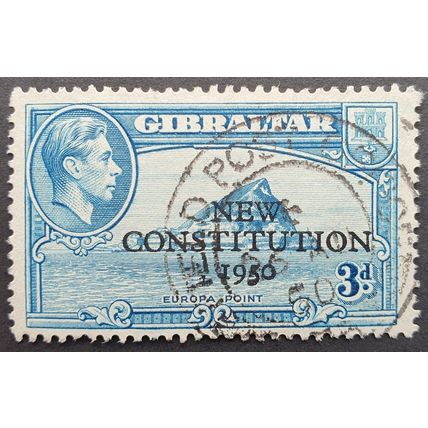 GIBRALTAR
NEW
CONSTITUTION
1950
3d
EUROPA POINT